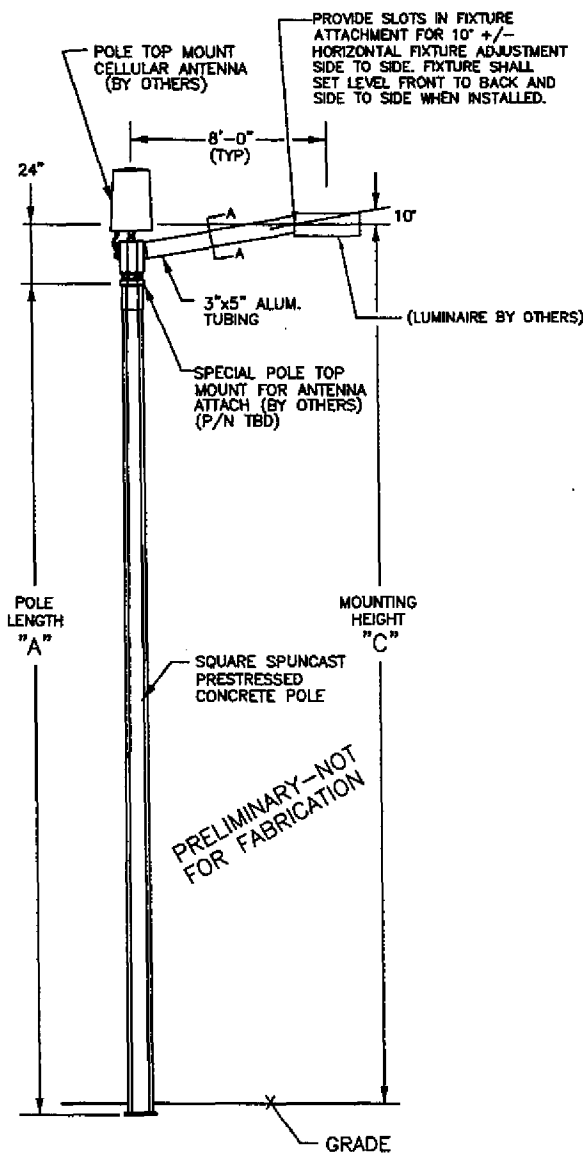 PROVIDE SLOTS IN FIXTURE
ATTACHMENT FOR 10° +/-
HORIZONTAL FIXTURE ADJUSTMENT
SIDE TO SIDE. FIXTURE SHALL
SET LEVEL FRONT TO BACK AND
SIDE TO SIDE WHEN INSTALLED.
POLE TOP MOUNT
CELLULAR ANTENNA
(BY OTHERS)
8'-0"
(TYP)
24"
A
A
10°
3"x5" ALUM.
TUBING
(LUMINAIRE BY OTHERS)
SPECIAL POLE TOP
MOUNT FOR ANTENNA
ATTACH (BY OTHERS)
(P/N TBD)
POLE
LENGTH
"A"
MOUNTING
HEIGHT
"C"
SQUARE SPUNCAST
PRESTRESSED
CONCRETE POLE
PRELIMINARY-NOT
FOR FABRICATION
GRADE